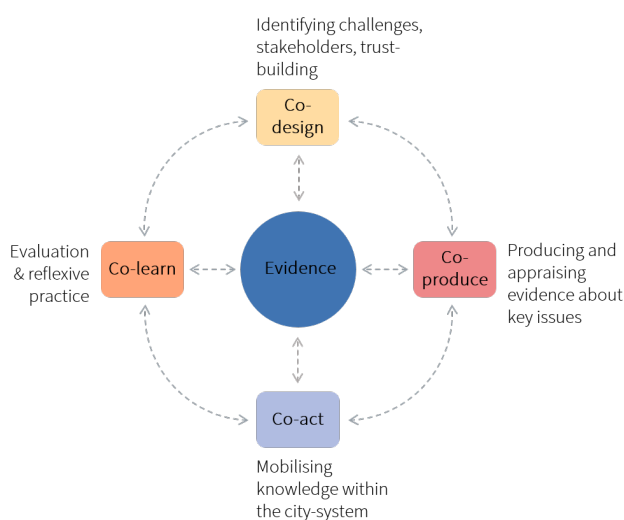 Identifying challenges,
stakeholders, trust-
building
Co-
design
Evaluation
& reflexive
practice
Co-learn
Evidence
Co-
produce
Producing and
appraising
evidence about
key issues
Co-act
Mobilising
knowledge within
the city-system